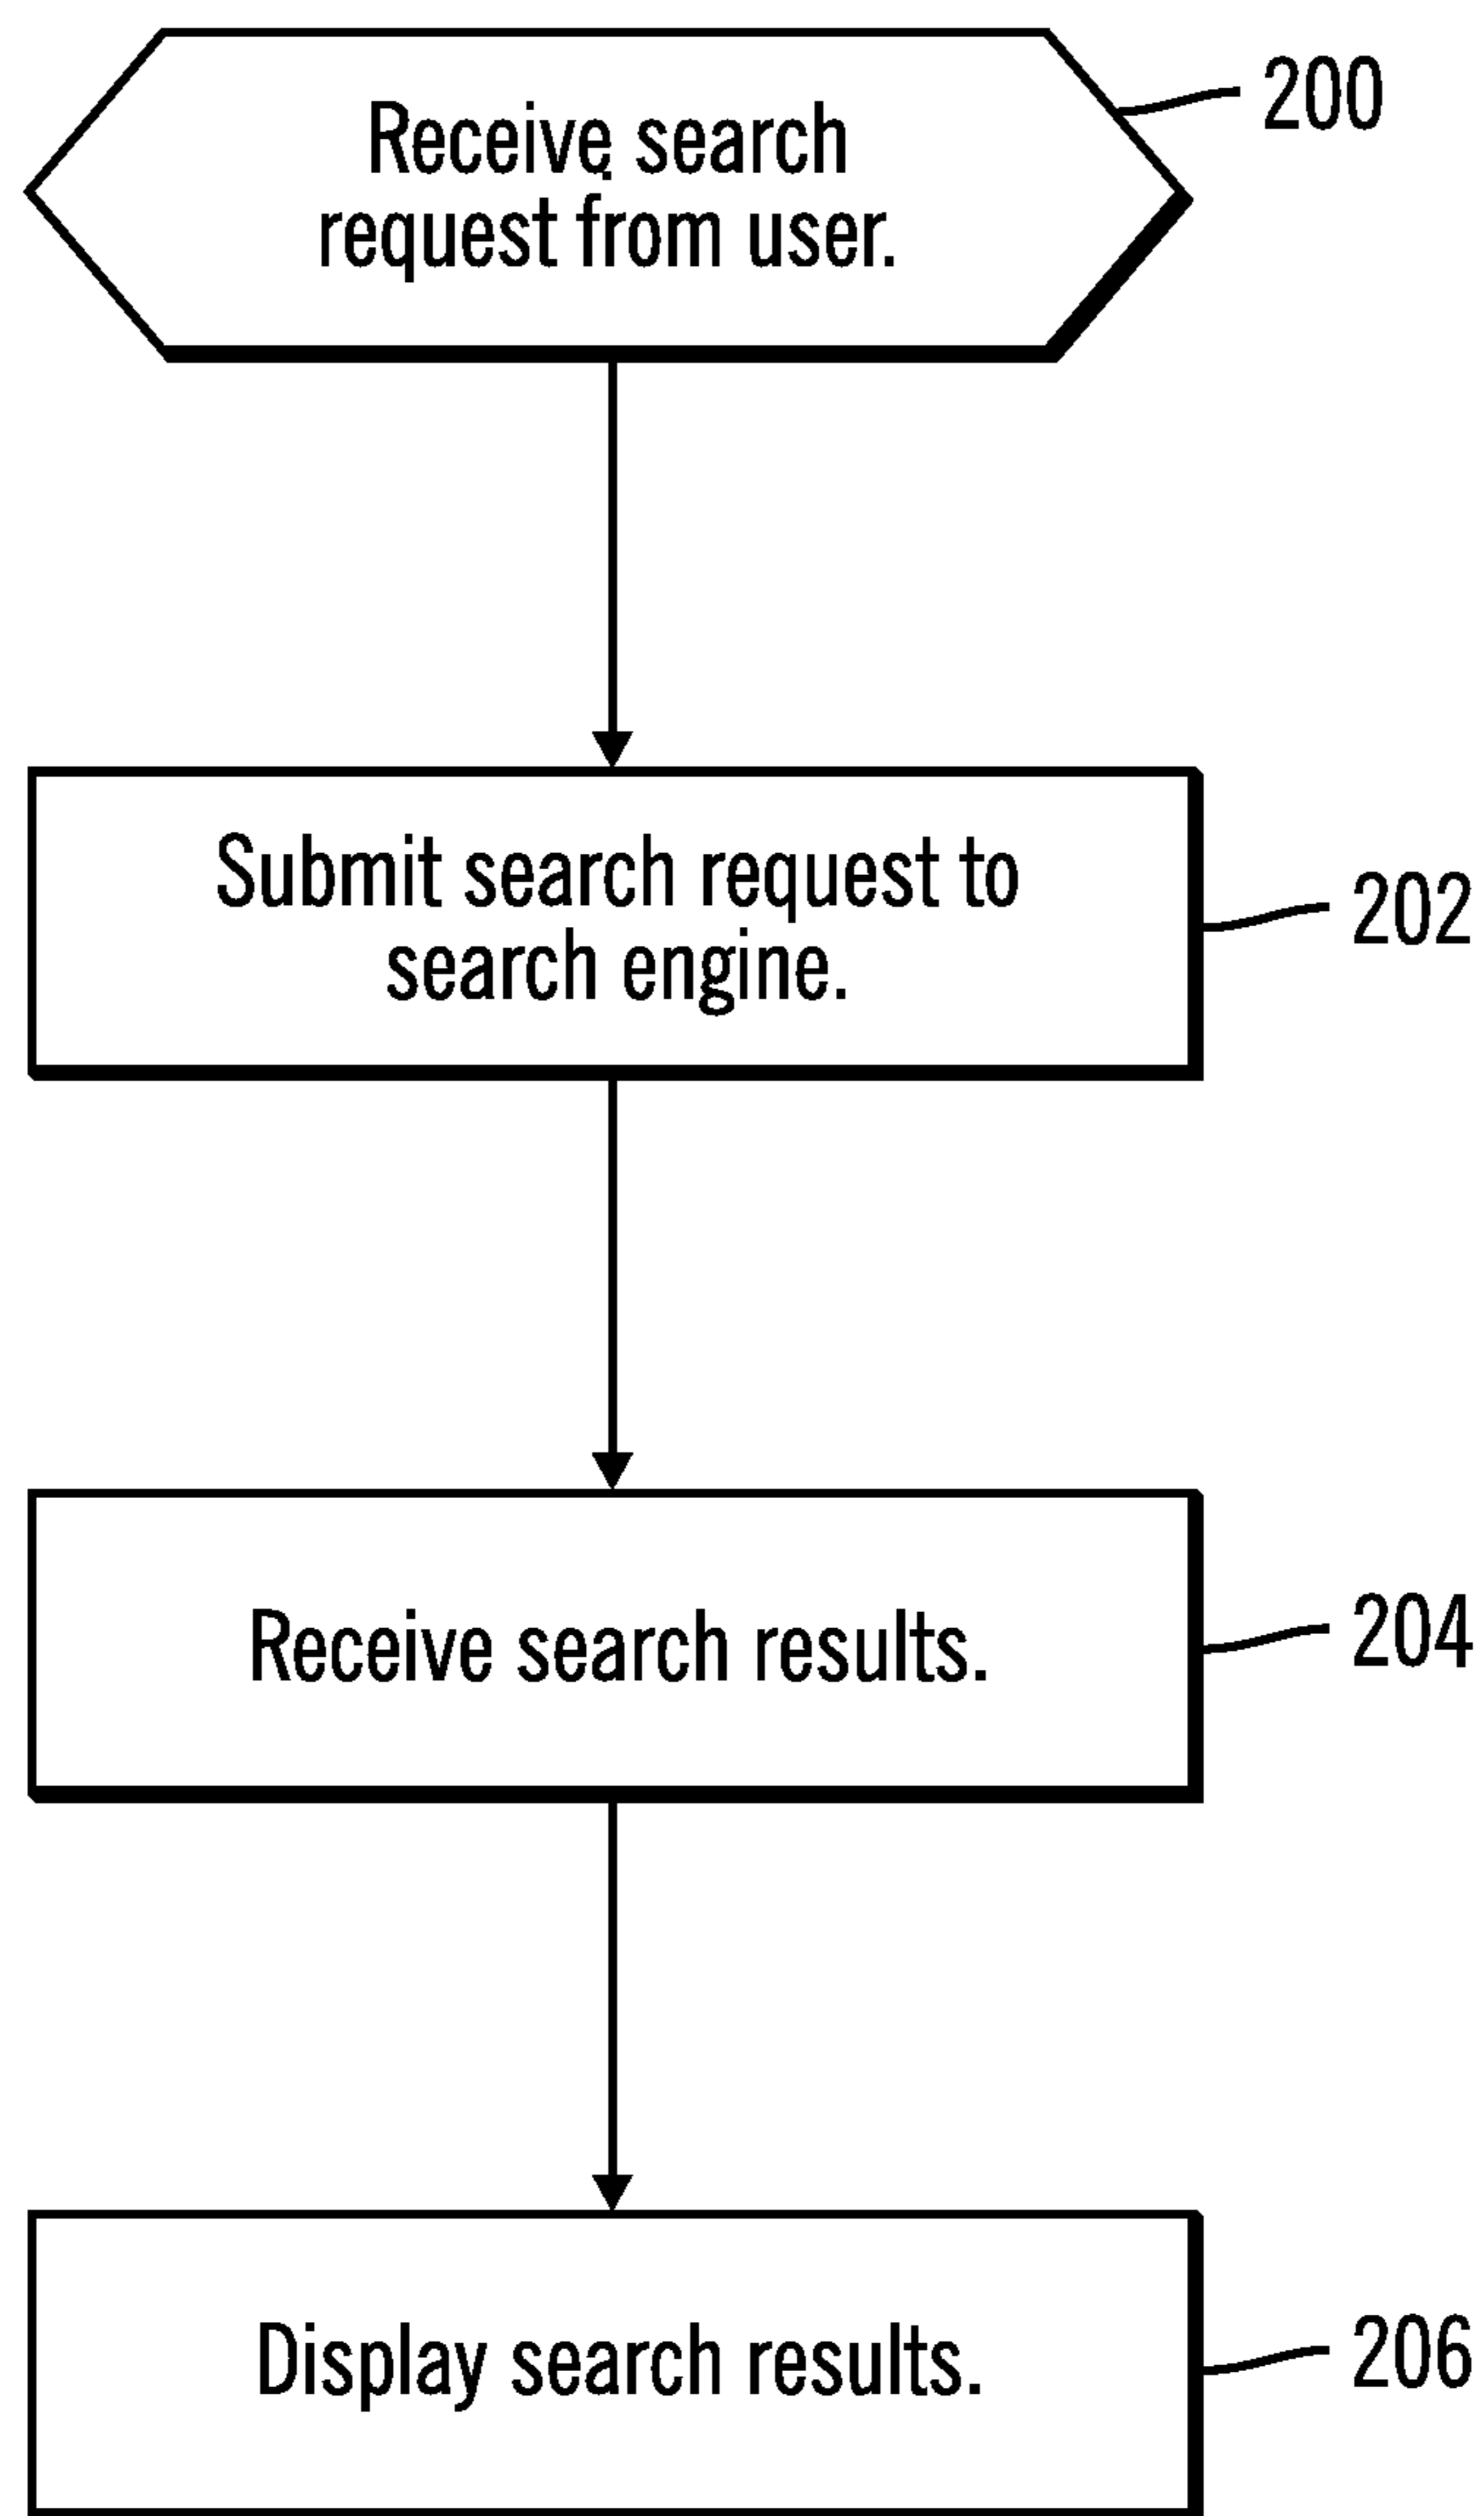 Receive search
request from user.
200
Submit search request to
search engine.
202
Receive search results.
204
Display search results.
206